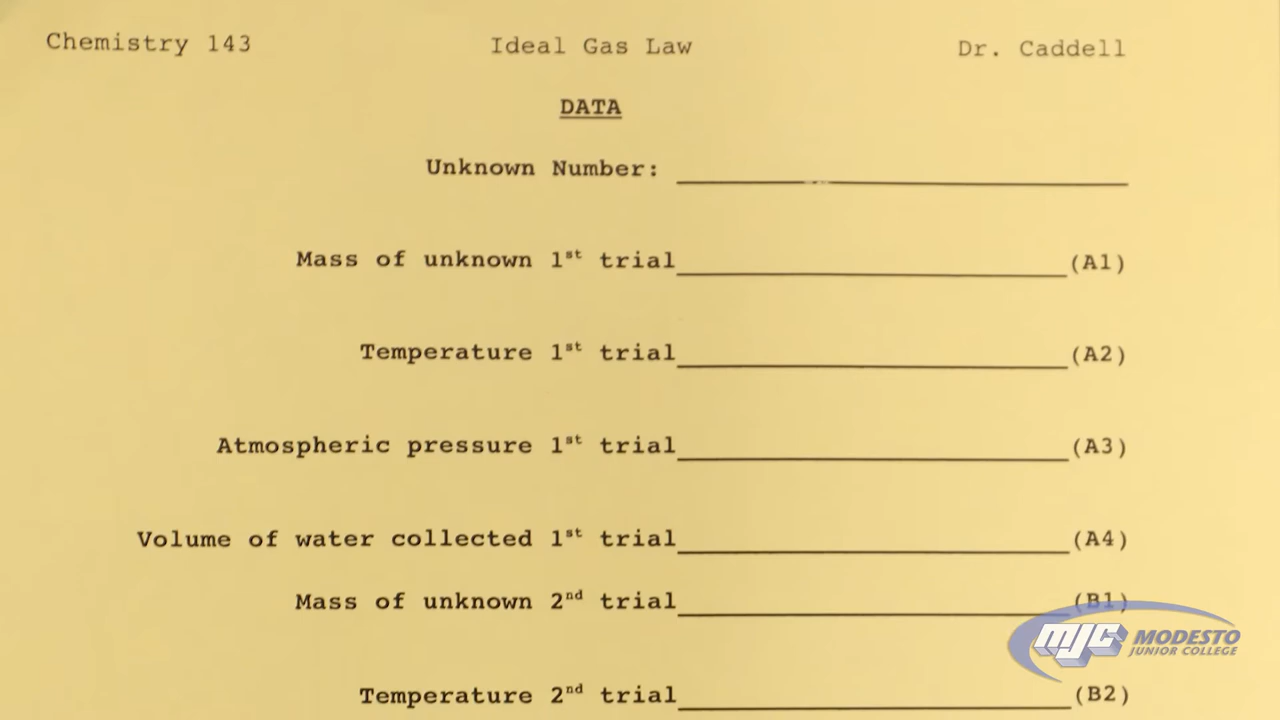 Chemistry 143 Ideal Gas Law Dr. Caddell
DATA
Unknown Number:
Mass of unknown 1st trial (A1)
Temperature 1st trial (A2)
Atmospheric pressure 1st trial (A3)
Volume of water collected 1st trial (A4)
Mass of unknown 2nd trial (B1)
MJC MODESTO
JUNIOR COLLEGE
Temperature 2nd trial (B2)